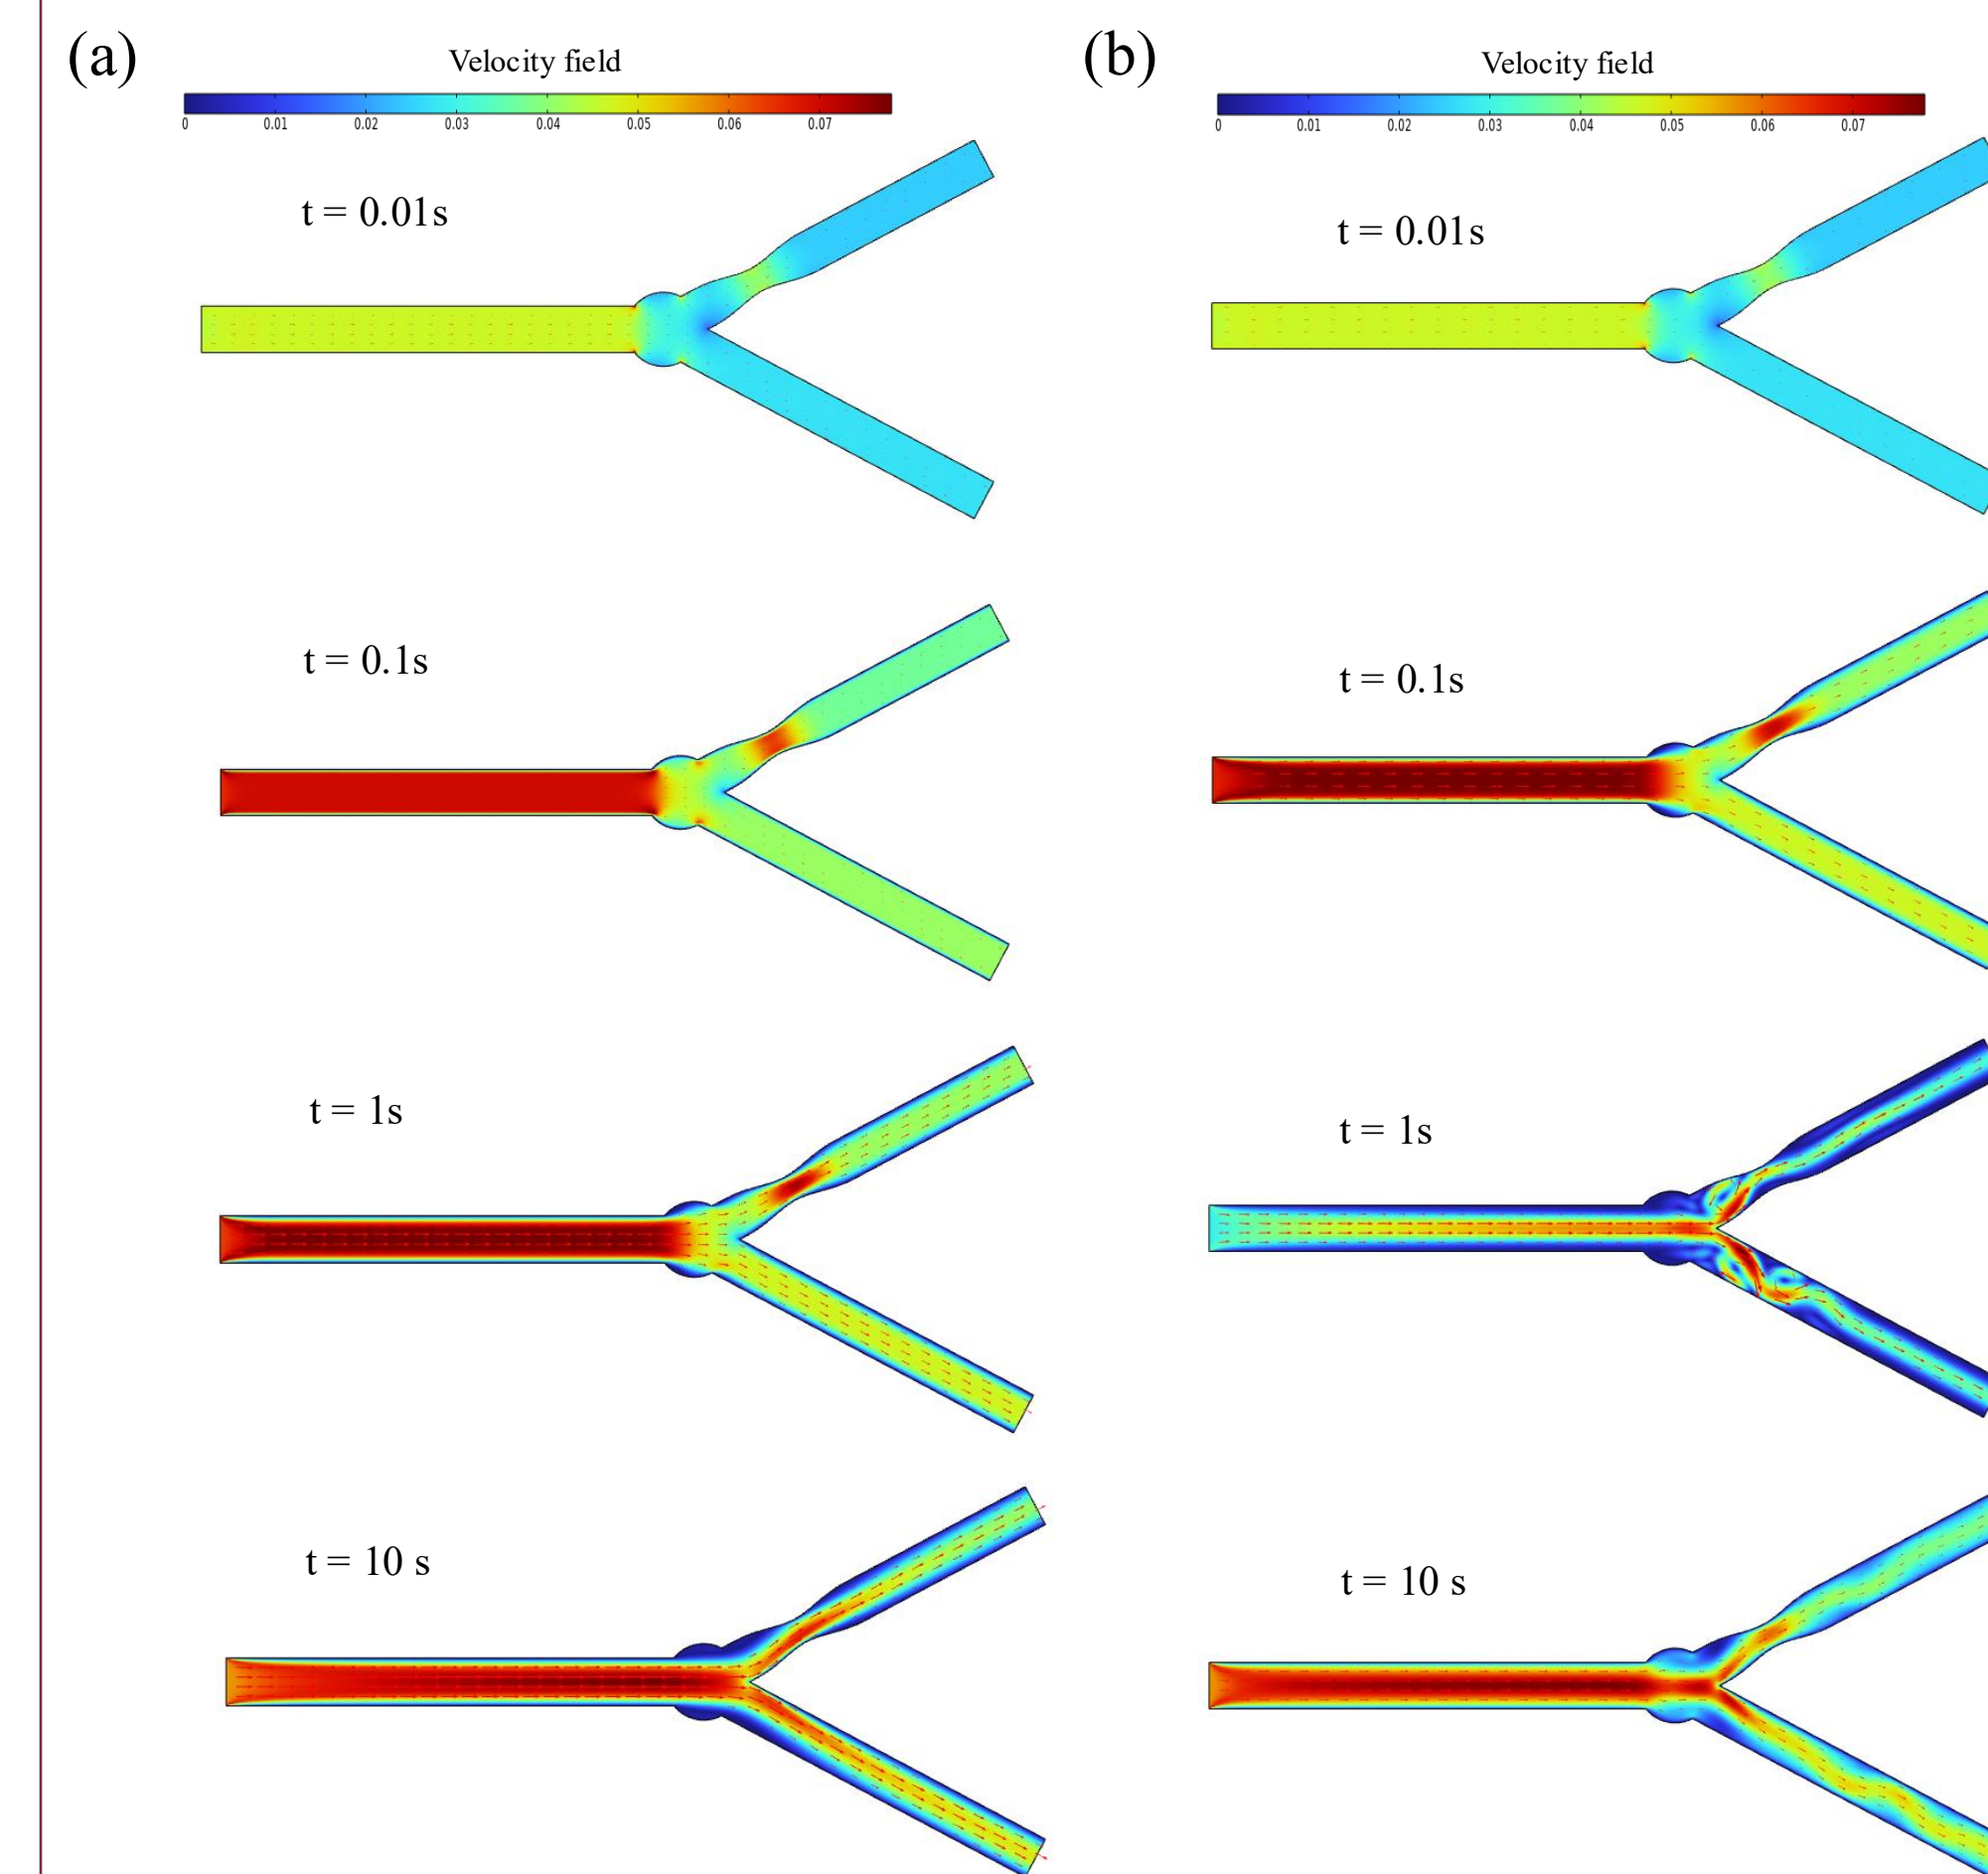 (a)
Velocity field
0 0.01 0.02 0.03 0.04 0.05 0.06 0.07
t = 0.01s
t = 0.1s
t = 1s
t = 10 s
(b)
Velocity field
0 0.01 0.02 0.03 0.04 0.05 0.06 0.07
t = 0.01s
t = 0.1s
t = 1s
t = 10 s